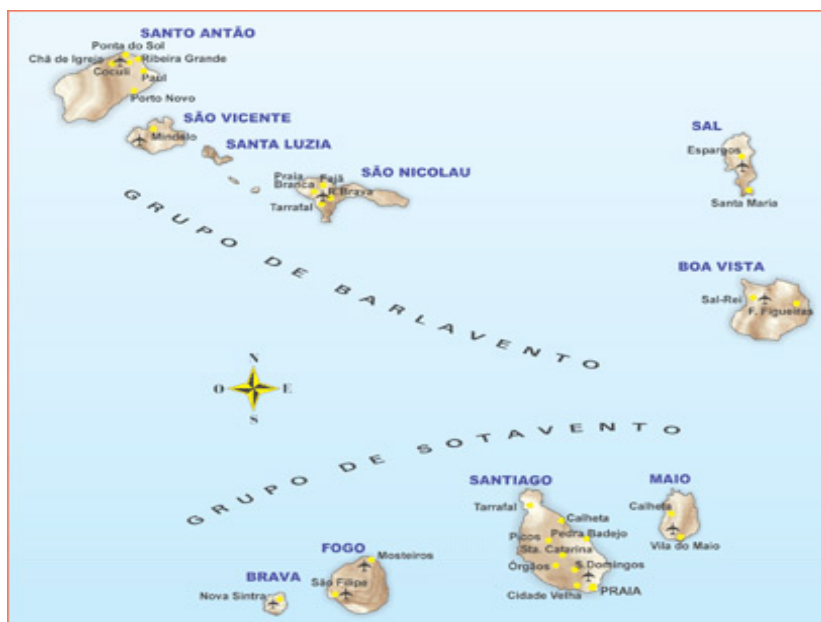 SANTO ANTÃO
Ponta do Sol
Chã de Igreja
Ribeira Grande
Coculi
Paul
Porto Novo
SÃO VICENTE
Mindelo
SANTA LUZIA
SÃO NICOLAU
Praia
Branca
Fajã
R.Brava
Tarrafal
SAL
Espargos
Santa Maria
BOA VISTA
Sal-Rei
F. Figueiras
GRUPO DE BARLAVENTO
N
O
E
S
GRUPO DE SOTAVENTO
SANTIAGO
Tarrafal
Calheta
Picos
Pedra Badejo
Sta. Catarina
Órgãos
S.Domingos
Cidade Velha
PRAIA
MAIO
Calheta
Vila do Maio
FOGO
Mosteiros
São Filipe
BRAVA
Nova Sintra